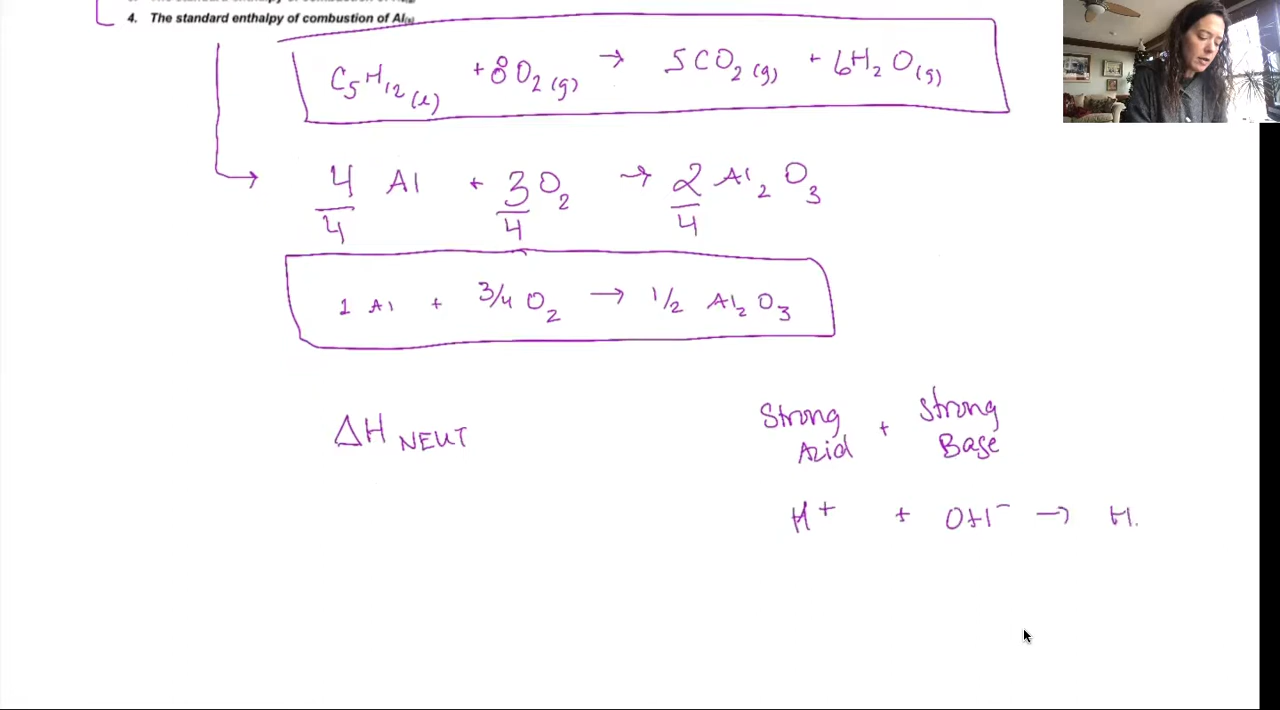 4. The standard enthalpy of combustion of Al(s)
C5H12(l) + 8O2(g) → 5CO2(g) + 6H2O(g)
4/4 Al + 3/4 O2 → 2/4 Al2O3
1 Al + 3/4 O2 → 1/2 Al2O3
ΔH NEUT
Strong Acid + Strong Base
H+ + OH- → H